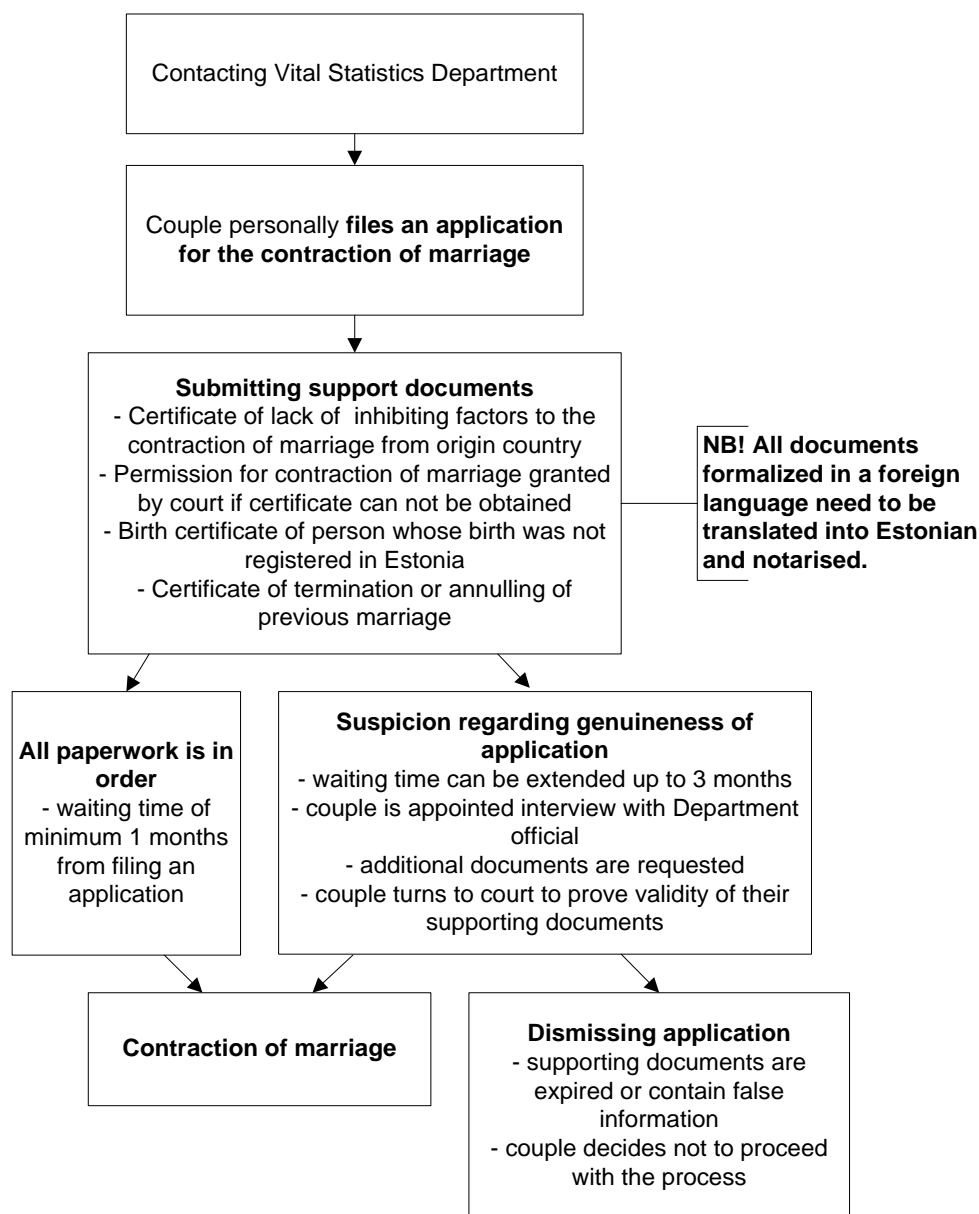 Contacting Vital Statistics Department
Couple personally files an application
for the contraction of marriage
Submitting support documents
- Certificate of lack of inhibiting factors to the
contraction of marriage from origin country
- Permission for contraction of marriage granted
by court if certificate can not be obtained
- Birth certificate of person whose birth was not
registered in Estonia
- Certificate of termination or annulling of
previous marriage
NB! All documents
formalized in a foreign
language need to be
translated into Estonian
and notarised.
All paperwork is in
order
- waiting time of
minimum 1 months
from filing an
application
Suspicion regarding genuineness of
application
- waiting time can be extended up to 3 months
- couple is appointed interview with Department
official
- additional documents are requested
- couple turns to court to prove validity of their
supporting documents
Contraction of marriage
Dismissing application
- supporting documents are
expired or contain false
information
- couple decides not to proceed
with the process